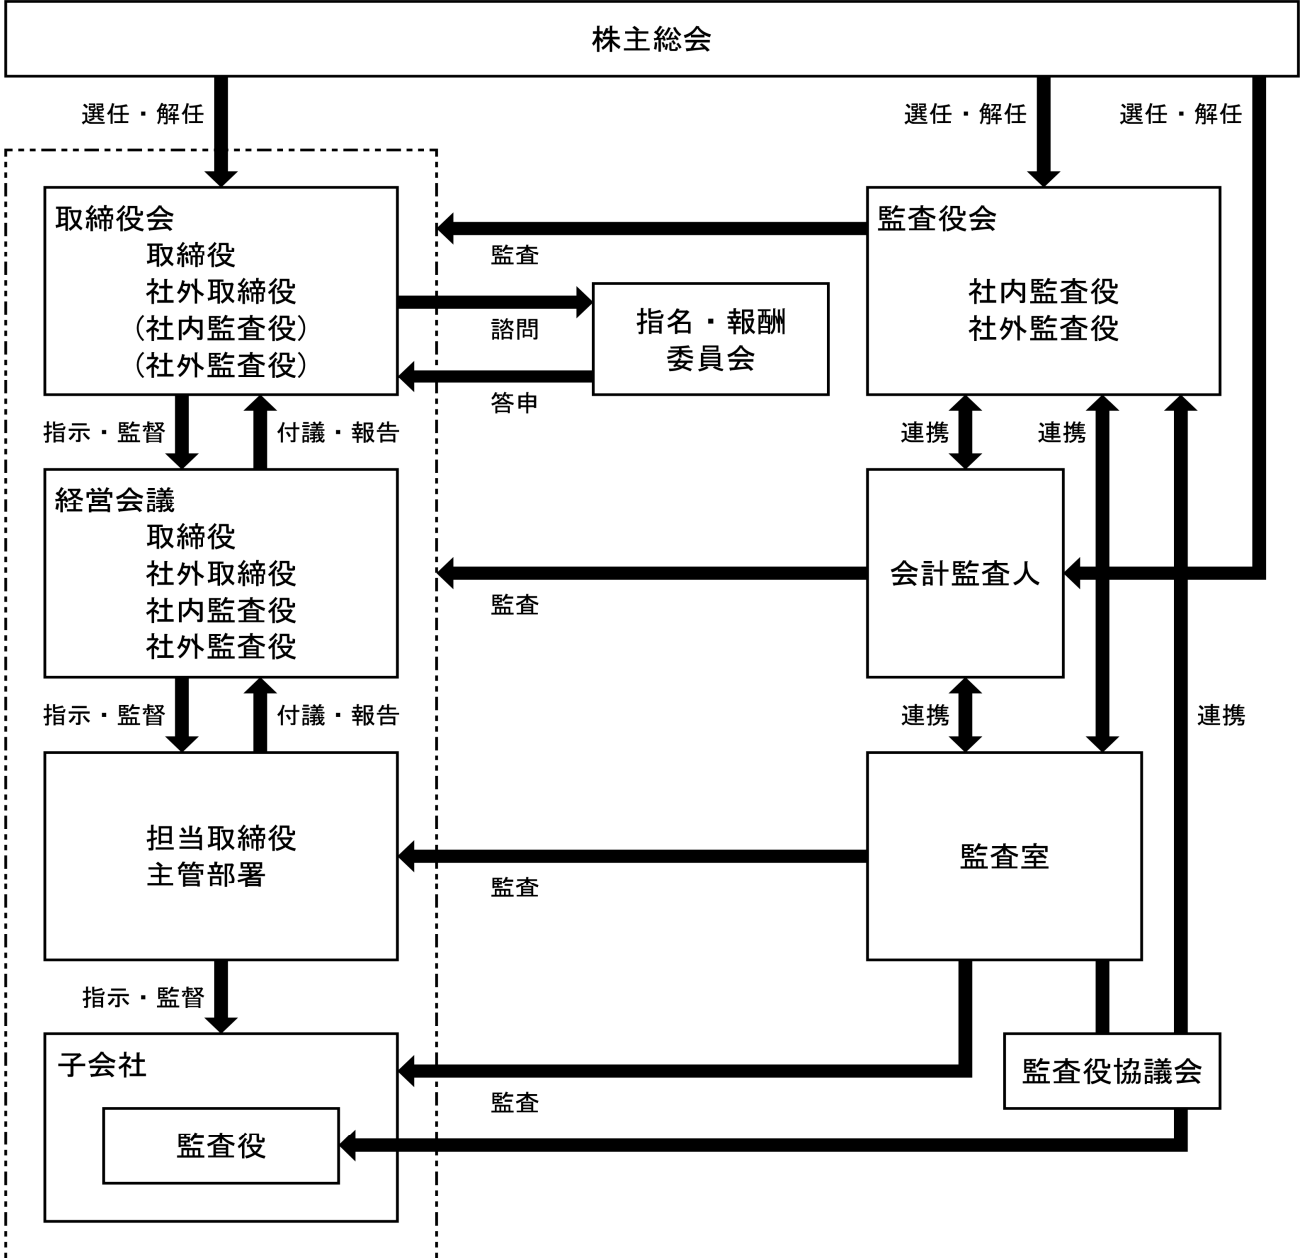 株主総会
選任・解任
選任・解任
選任・解任
取締役会
取締役
社外取締役
（社内監査役）
（社外監査役）
監査
諮問
答申
指名・報酬
委員会
監査役会
社内監査役
社外監査役
指示・監督
付議・報告
連携
連携
経営会議
取締役
社外取締役
社内監査役
社外監査役
監査
会計監査人
指示・監督
付議・報告
連携
連携
担当取締役
主管部署
監査
監査室
指示・監督
子会社
監査役
監査
監査役協議会